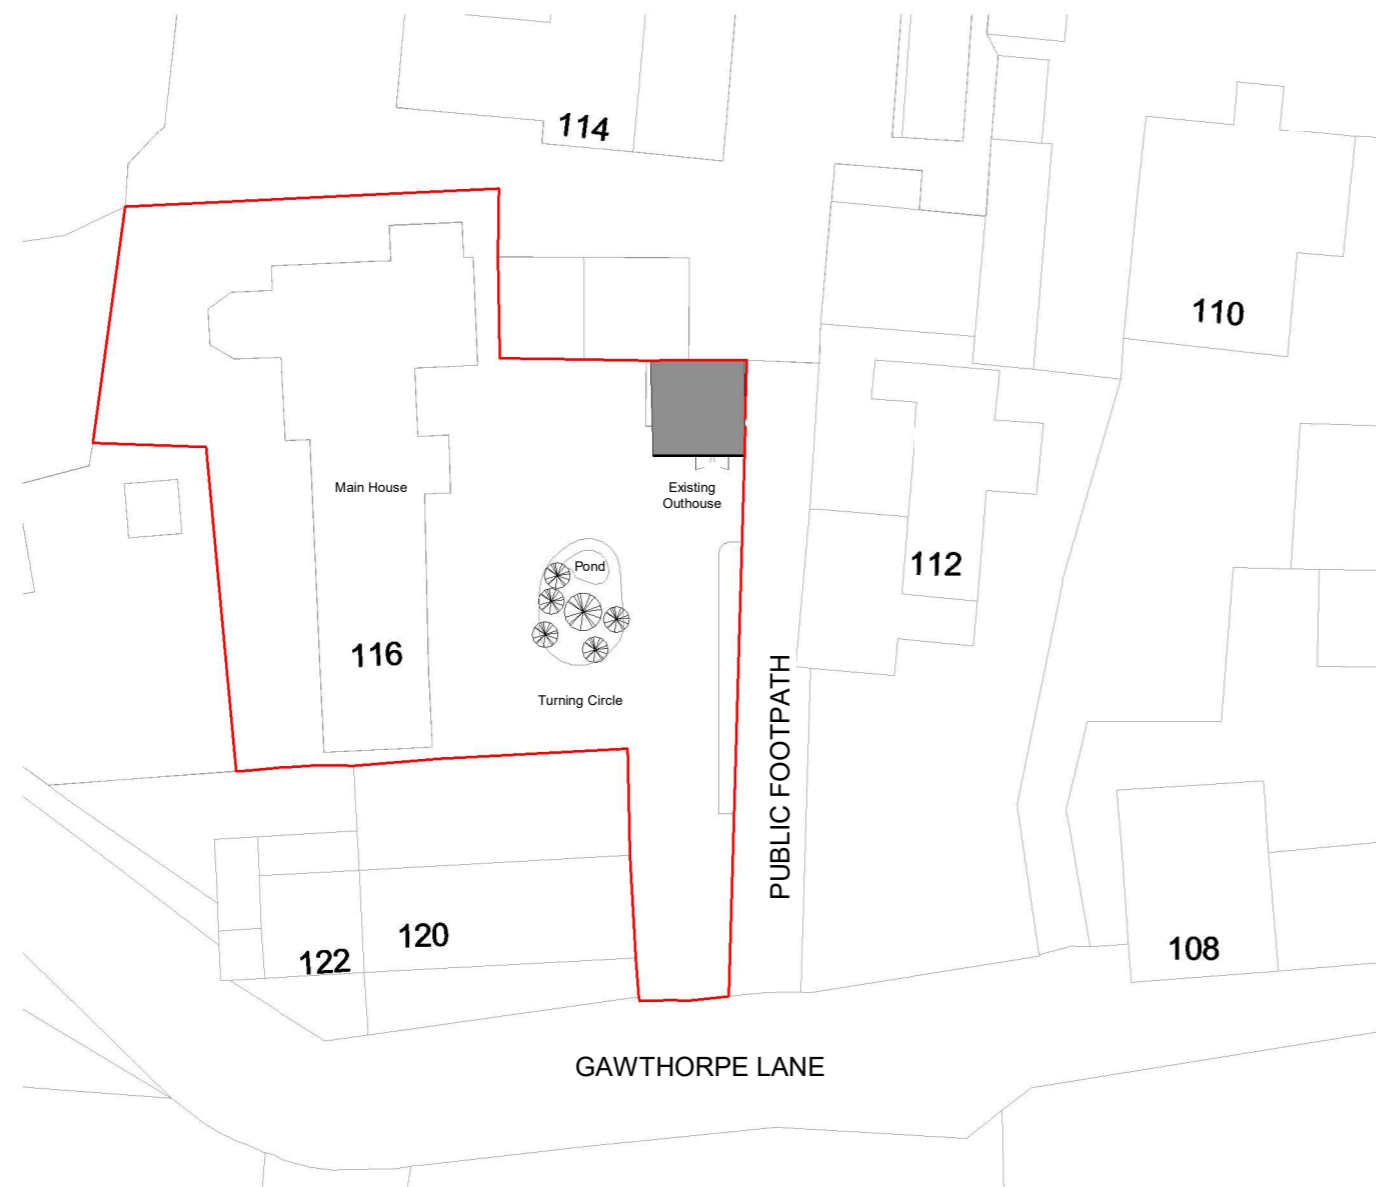 114
110
Main House
Existing
Outhouse
112
Pond
116
Turning Circle
PUBLIC FOOTPATH
120
122
108
GAWTHORPE LANE